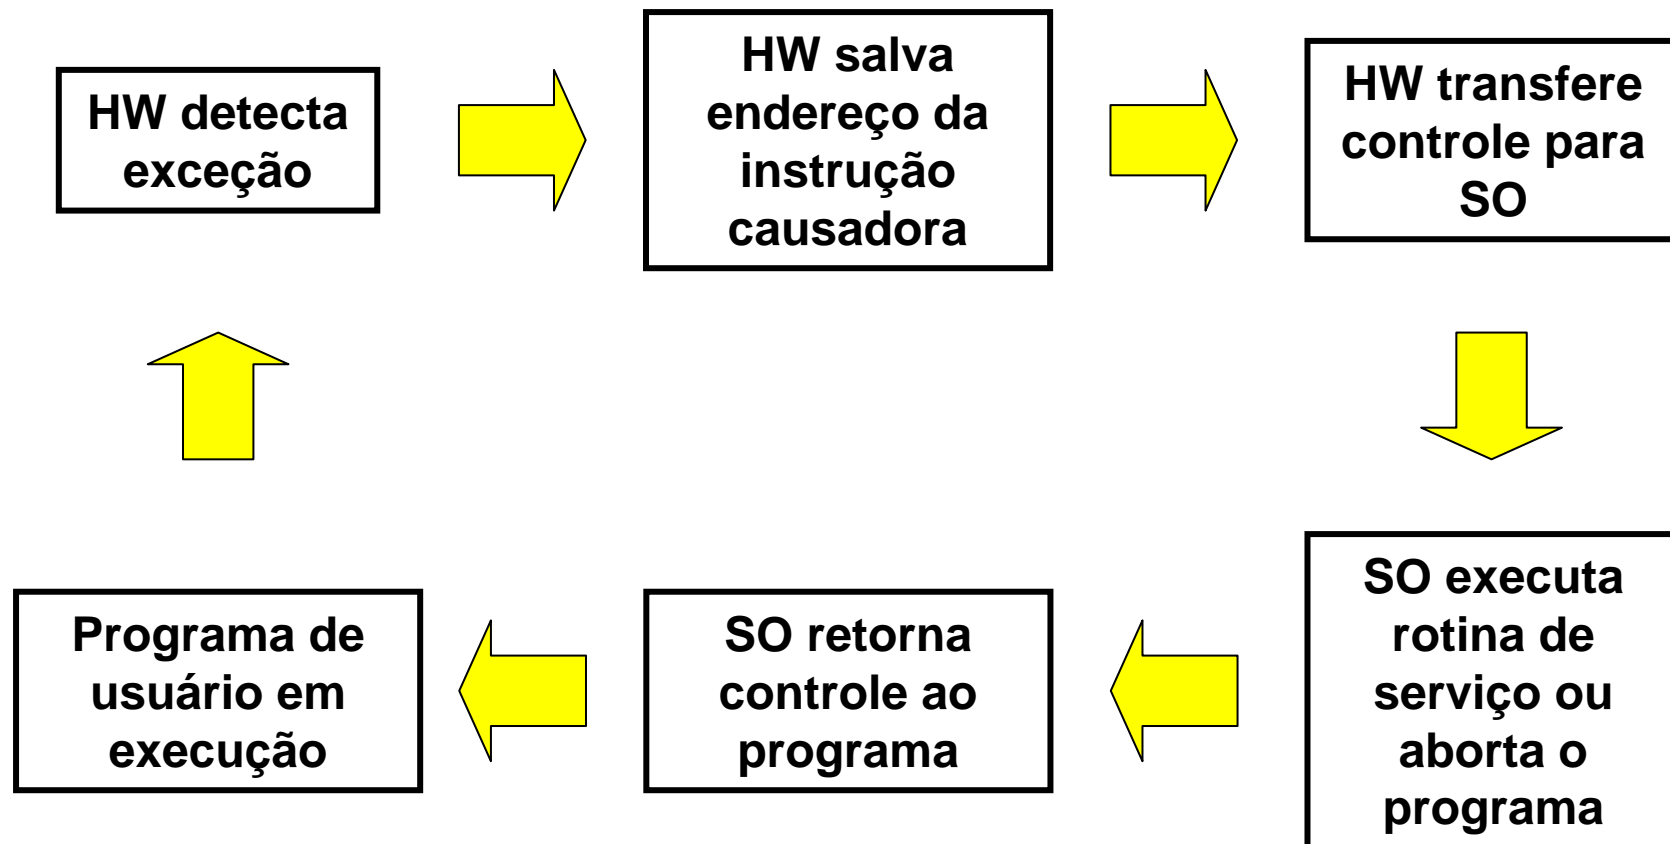 HW detecta
exceção
HW salva
endereço da
instrução
causadora
HW transfere
controle para
SO
Programa de
usuário em
execução
SO retorna
controle ao
programa
SO executa
rotina de
serviço ou
aborta o
programa